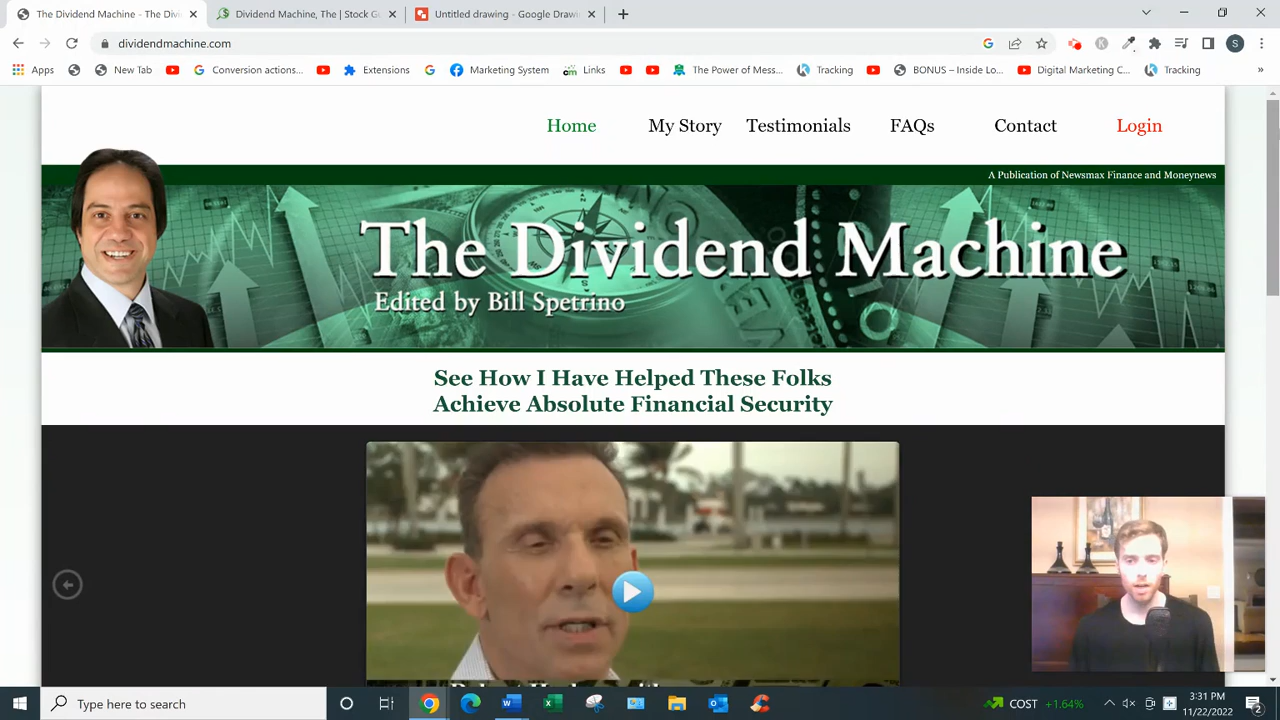 The Dividend Machine - The Divi
Dividend Machine, The | Stock G
Untitled drawing - Google Drawi
dividendmachine.com
S
Apps
New Tab
Conversion actions...
Extensions
Marketing System
Links
The Power of Mess...
Tracking
BONUS – Inside Lo...
Digital Marketing C...
Tracking
»
Home
My Story
Testimonials
FAQs
Contact
Login
A Publication of Newsmax Finance and Moneynews
The Dividend Machine
Edited by Bill Spetrino
See How I Have Helped These Folks
Achieve Absolute Financial Security
Type here to search
COST +1.64%
3:31 PM
11/22/2022
2